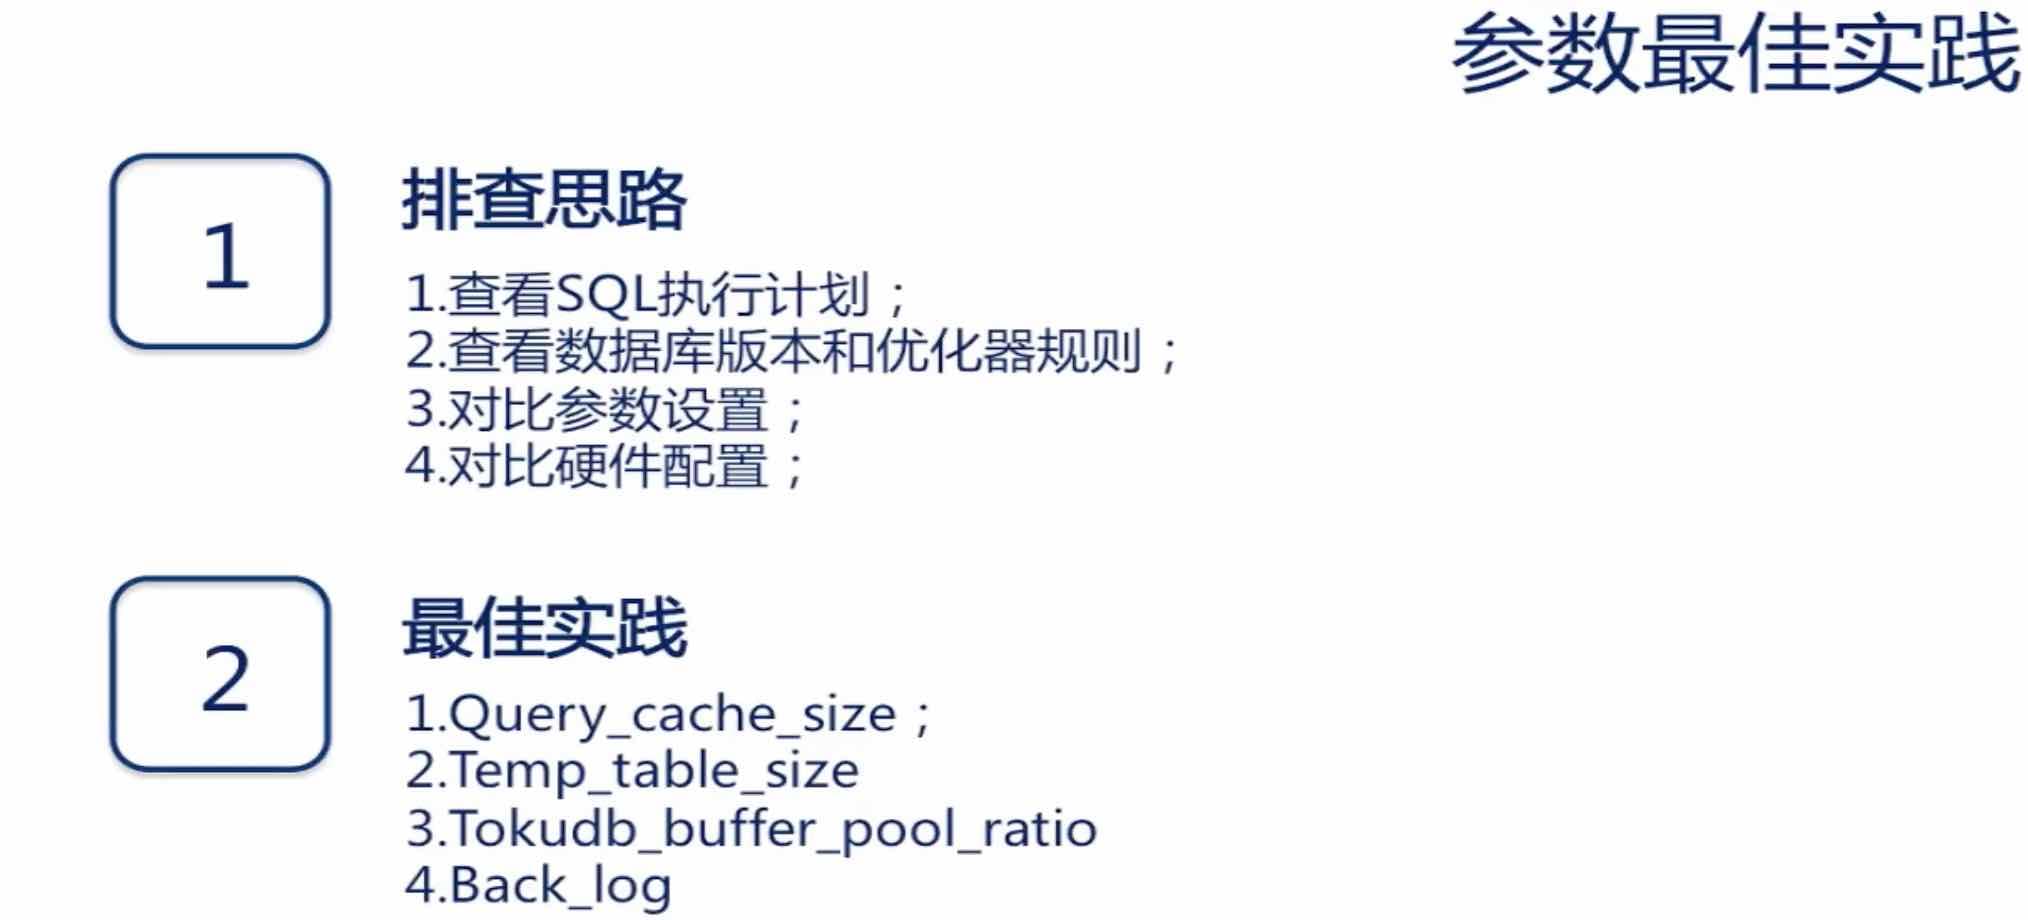 参数最佳实践
1
排查思路
1.查看SQL执行计划；
2.查看数据库版本和优化器规则；
3.对比参数设置；
4.对比硬件配置；
2
最佳实践
1.Query_cache_size；
2.Temp_table_size
3.Tokudb_buffer_pool_ratio
4.Back_log